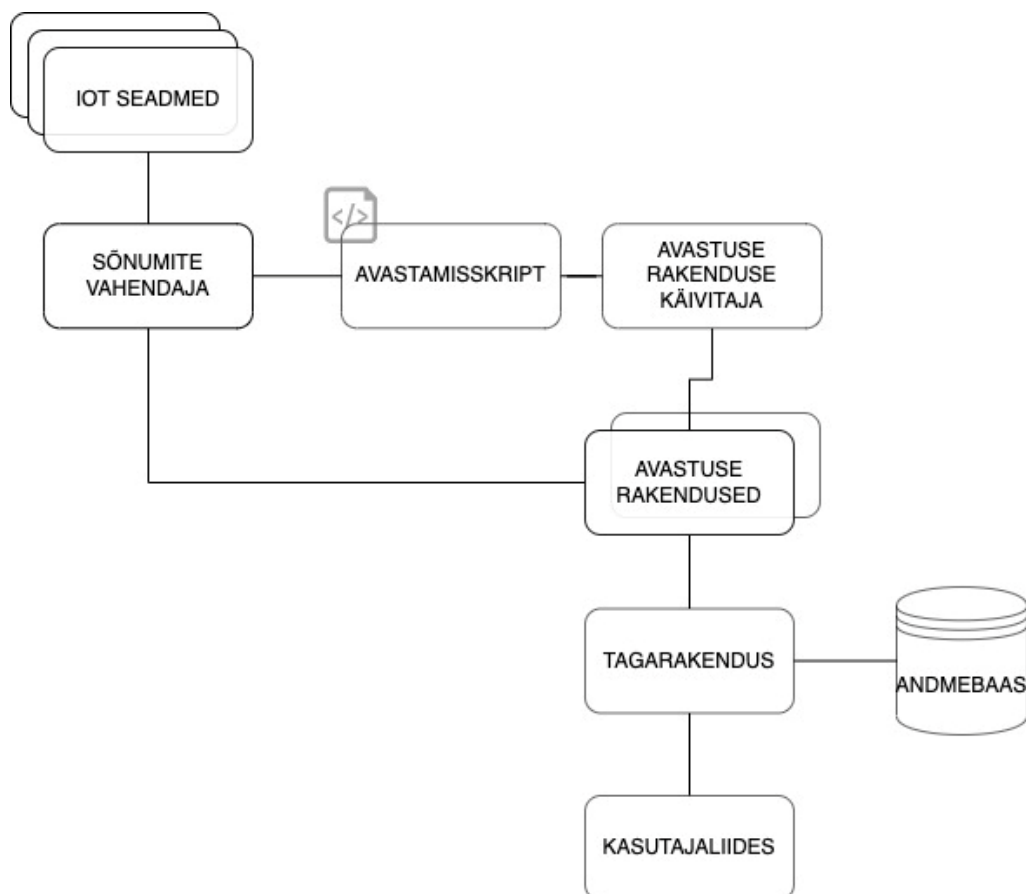 IOT SEADMED
SÕNUMITE
VAHENDAJA
</>
AVASTAMISSKRIPT
AVASTUSE
RAKENDUSE
KÄIVITAJA
AVASTUSE
RAKENDUSED
TAGARAKENDUS
ANDMEBAAS
KASUTAJALIIDES